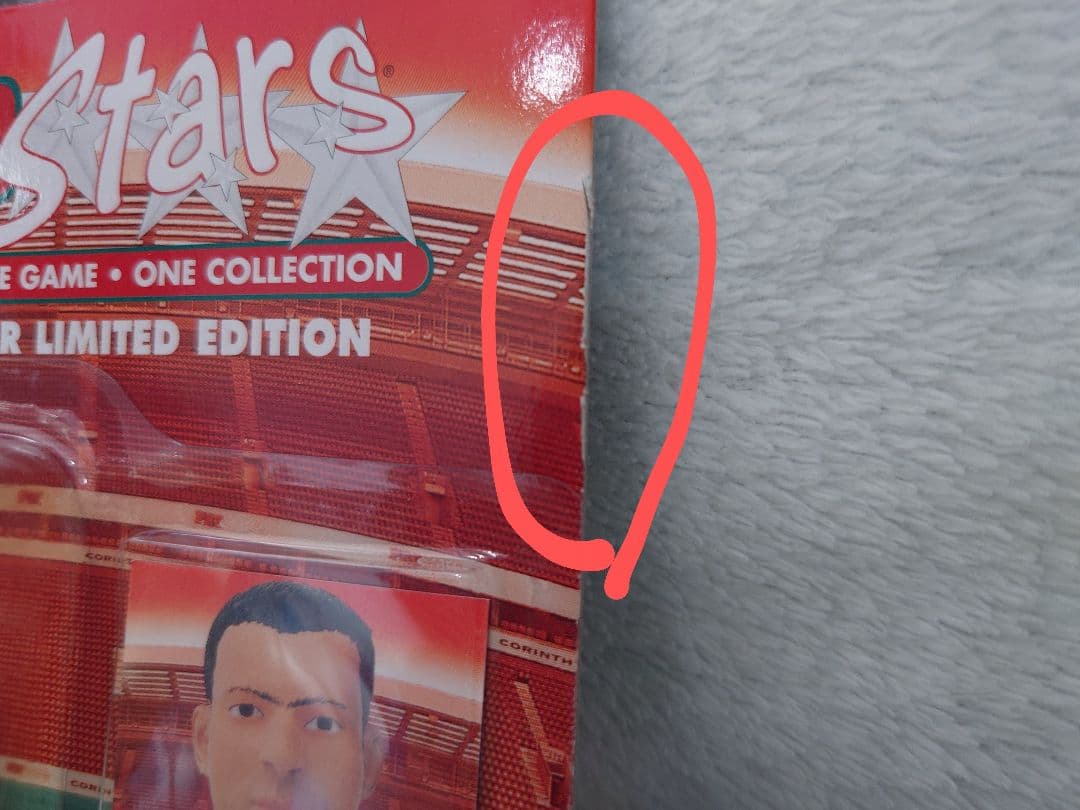 Stars®
E GAME • ONE COLLECTION
R LIMITED EDITION
CORINTH